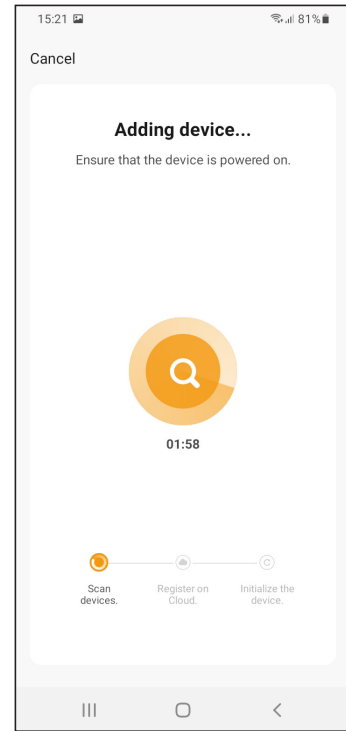 15:21 81%
Cancel
Adding device...
Ensure that the device is powered on.
01:58
Scan devices.
Register on Cloud.
Initialize the device.